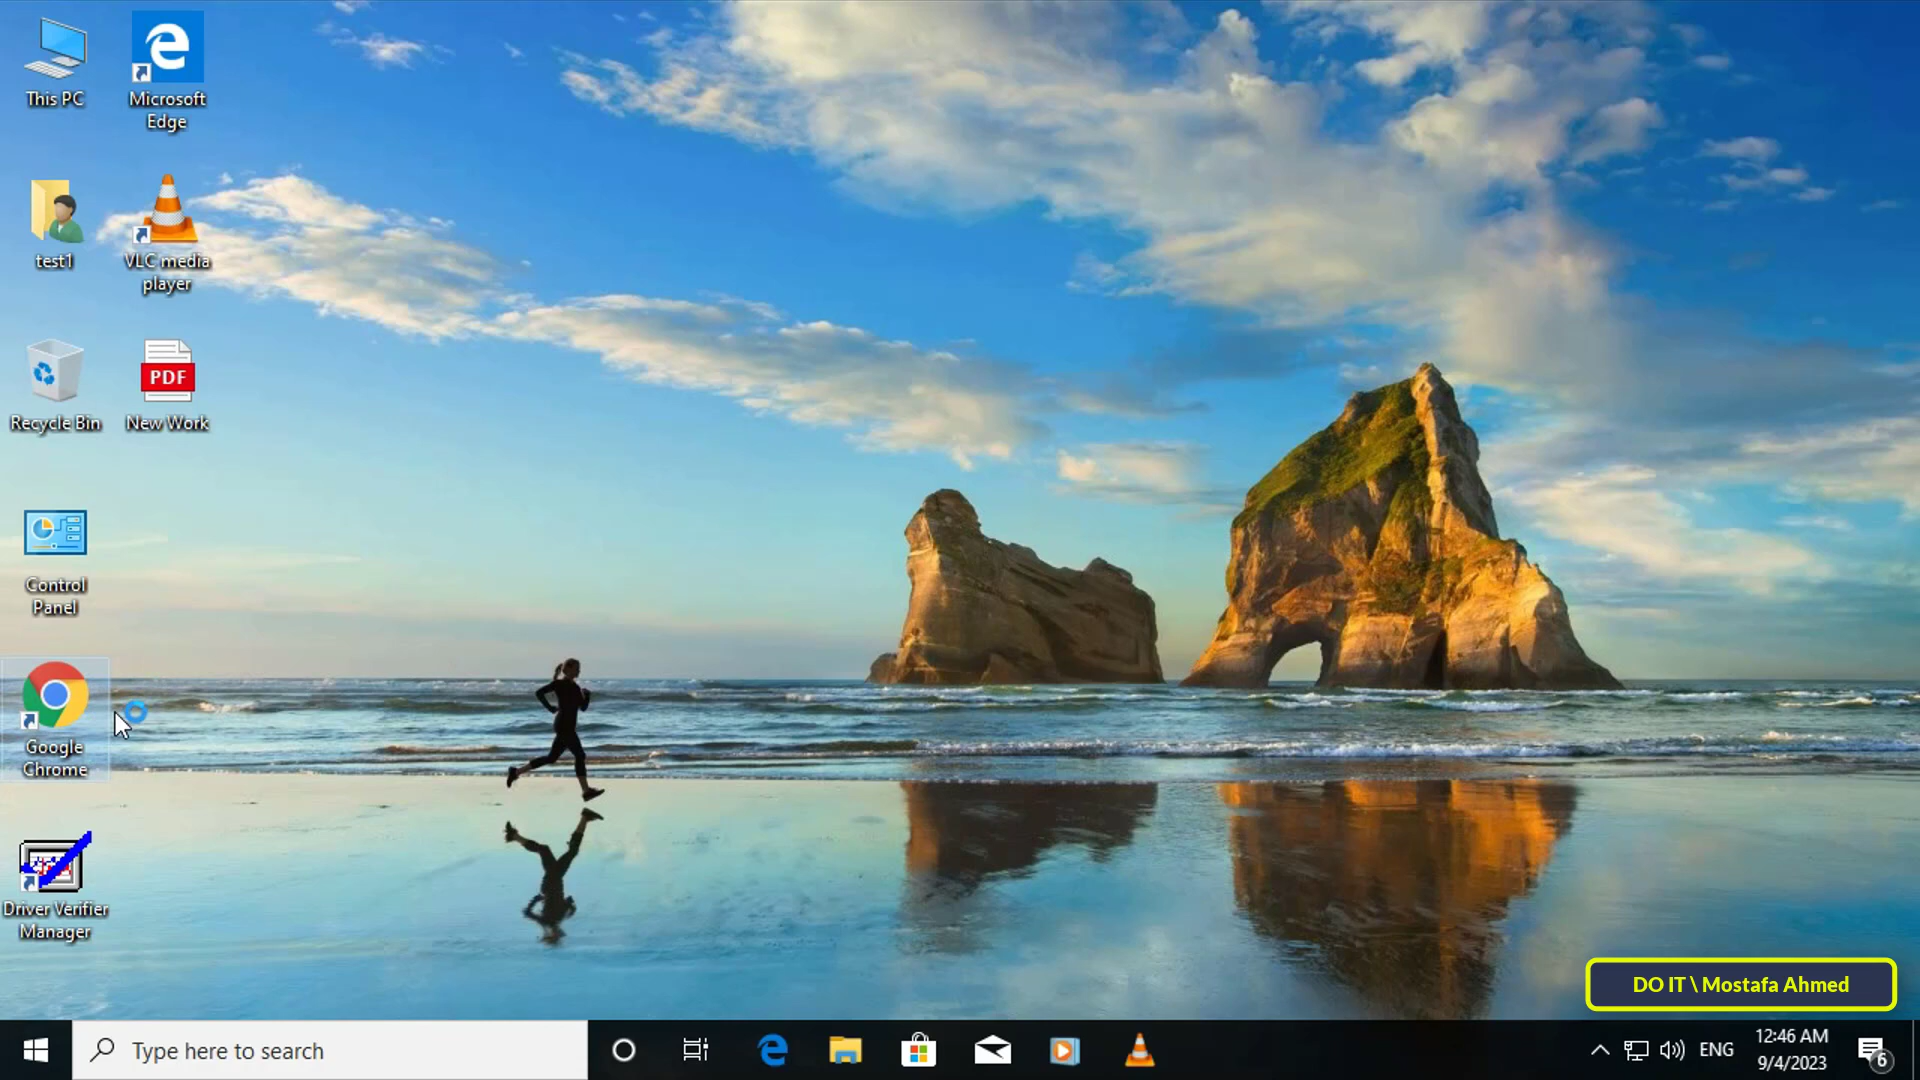 This PC
Microsoft
Edge
test1
VLC media
player
Recycle Bin
PDF
New Work
Control
Panel
Google
Chrome
Driver Verifier
Manager
DO IT \ Mostafa Ahmed
Type here to search
ENG
12:46 AM
9/4/2023
6